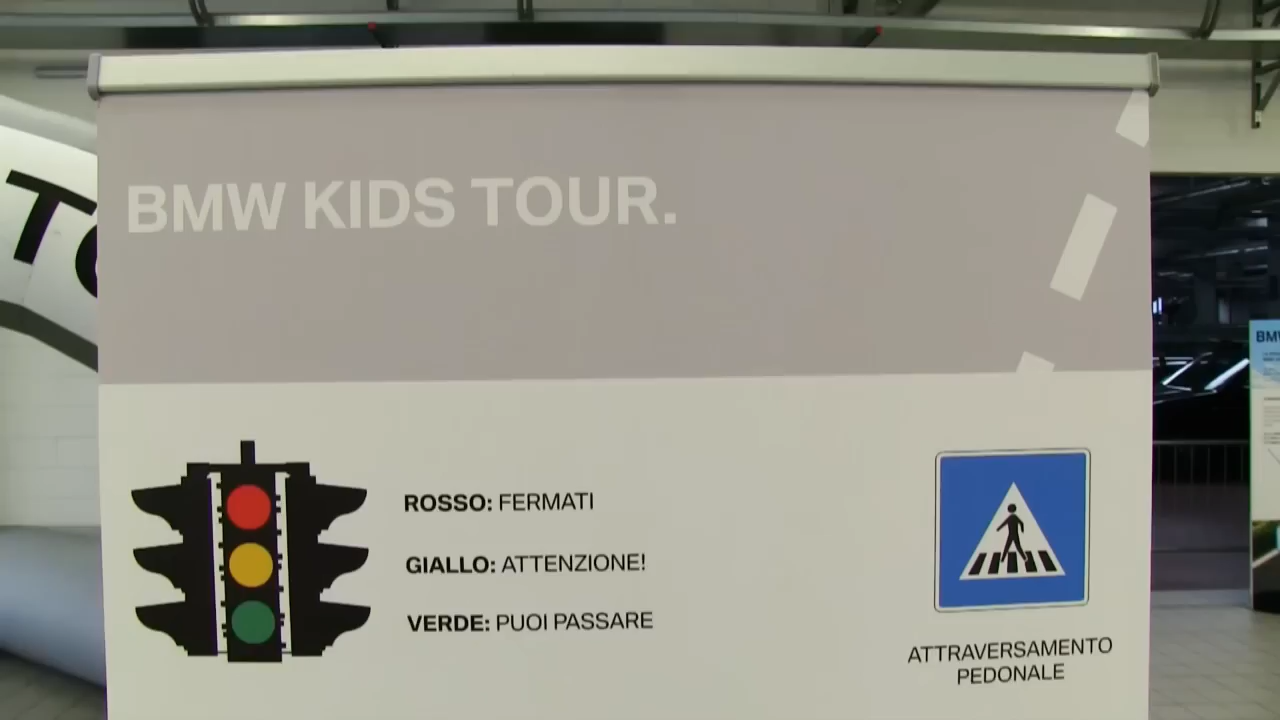 BMW KIDS TOUR.
ROSSO: FERMATI
GIALLO: ATTENZIONE!
VERDE: PUOI PASSARE
ATTRAVERSAMENTO
PEDONALE